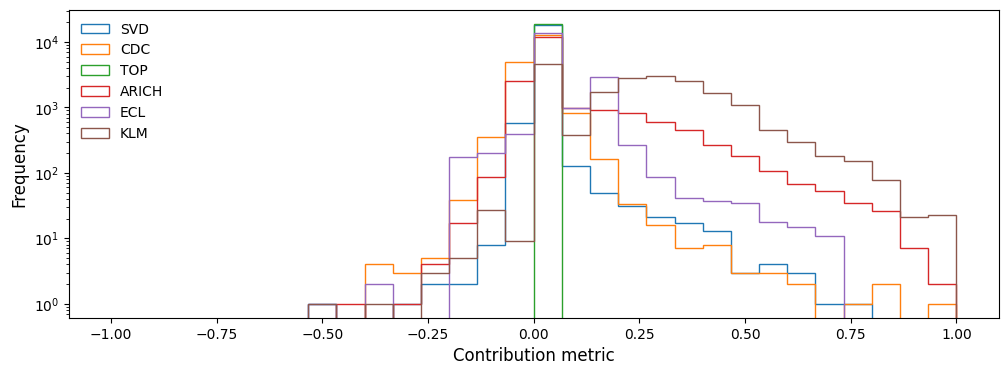 SVD
CDC
TOP
ARICH
ECL
KLM
Frequency
10⁴
10³
10²
10¹
10⁰
−1.00 −0.75 −0.50 −0.25 0.00 0.25 0.50 0.75 1.00
Contribution metric